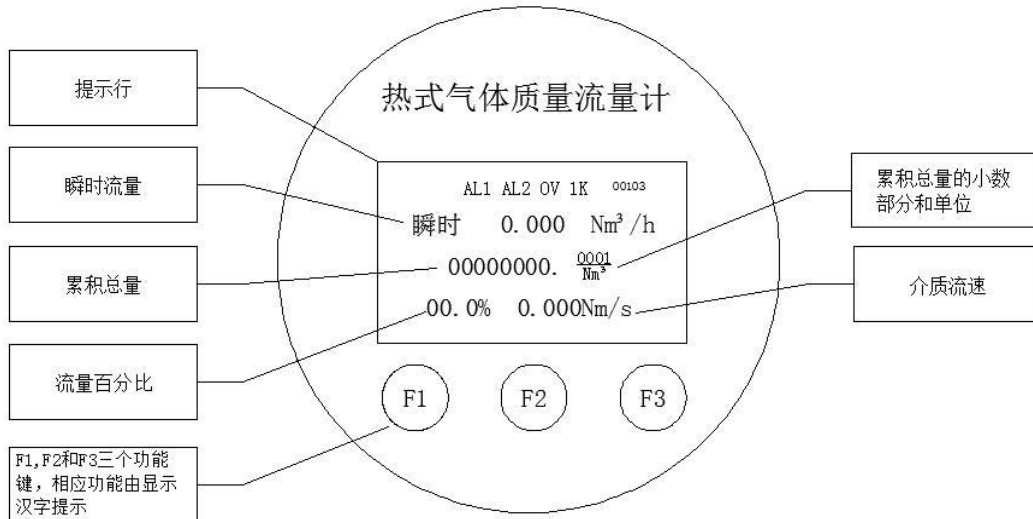 热式气体质量流量计
提示行
瞬时流量
累积总量
流量百分比
F1,F2和F3三个功能
键，相应功能由显示
汉字提示
AL1 AL2 OV 1K 00103
瞬时 0.000 Nm³/h
00000000. 0001
Nm³
00.0% 0.000Nm/s
F1 F2 F3
累积总量的小数
部分和单位
介质流速